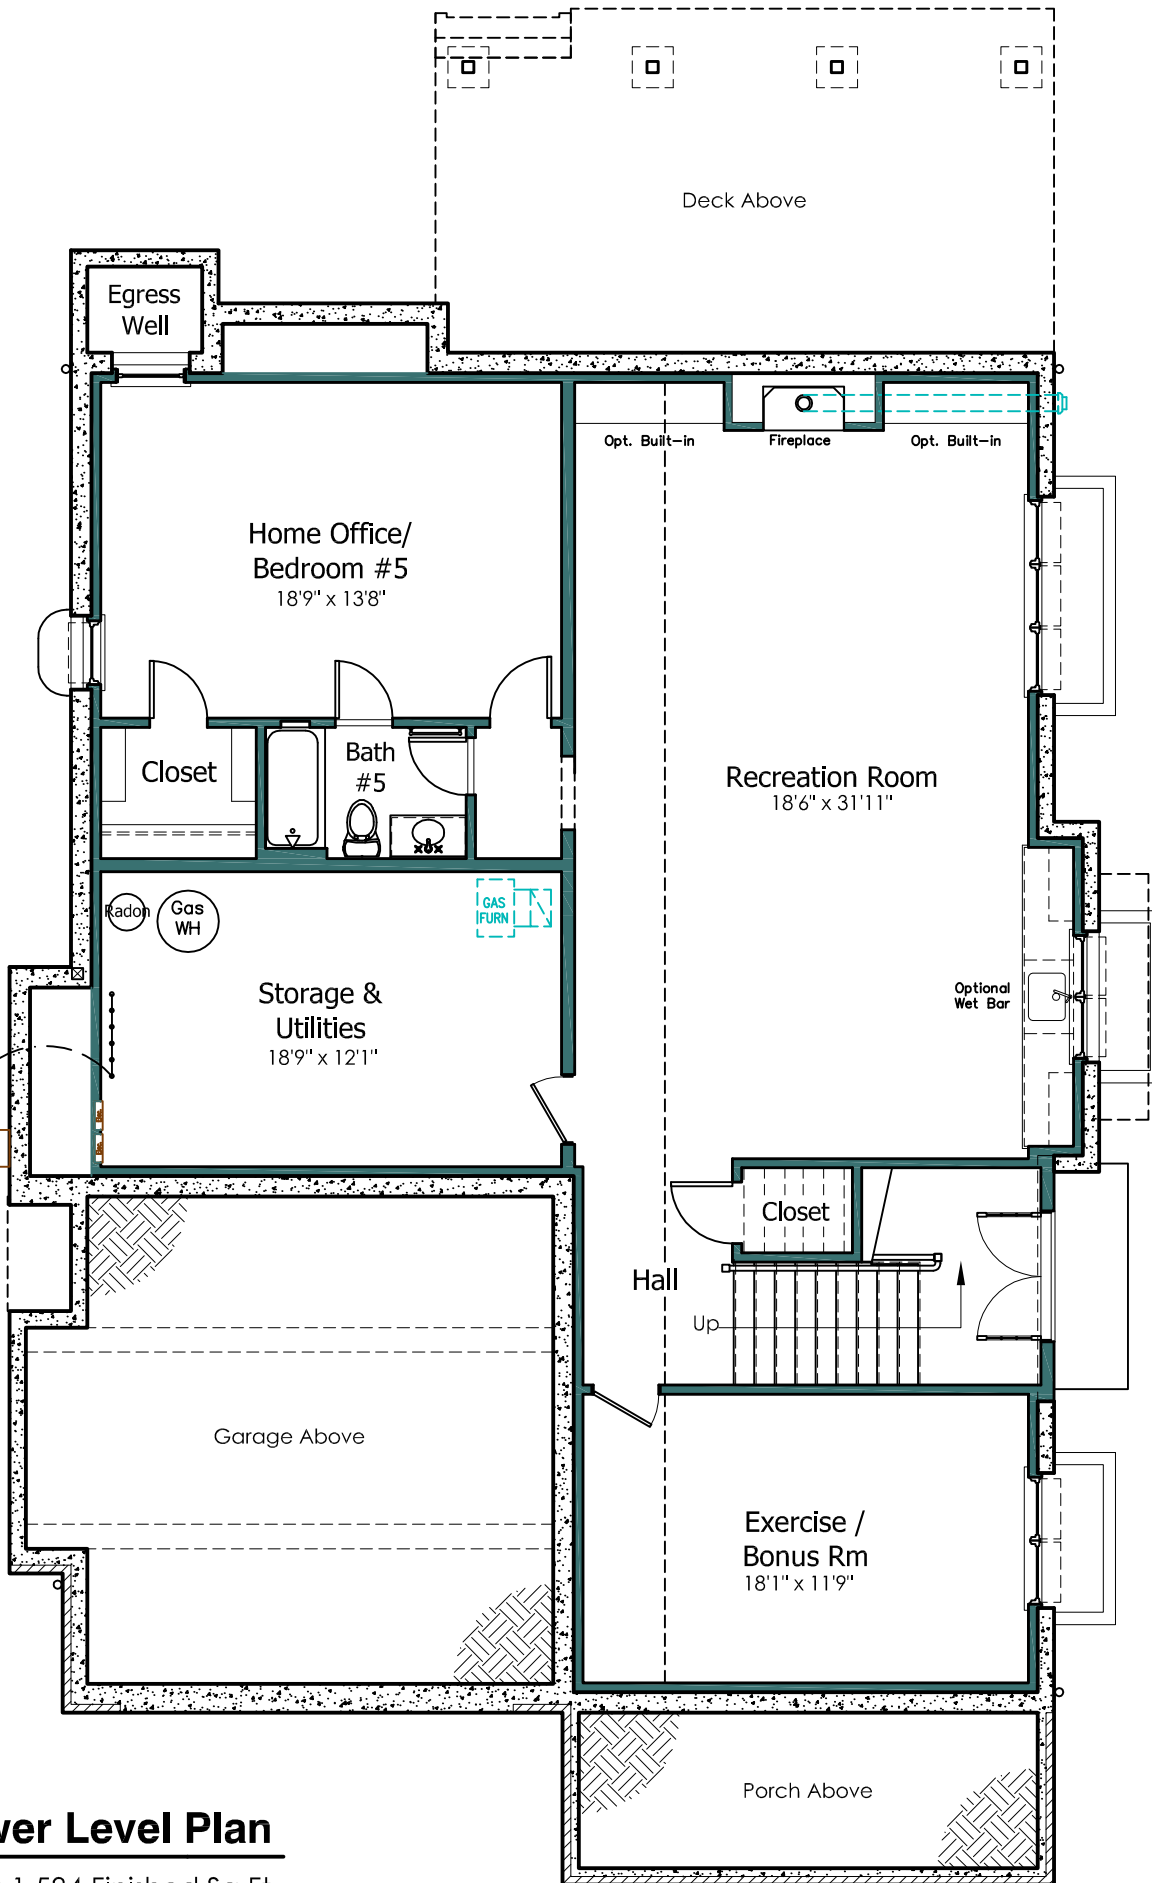 Deck Above
Egress
Well
Opt. Built-in
Fireplace
Opt. Built-in
Home Office/
Bedroom #5
18'9" x 13'8"
Closet
Bath
#5
Recreation Room
18'6" x 31'11"
Radon
Gas
WH
GAS
FURN
Storage &
Utilities
18'9" x 12'1"
Optional
Wet Bar
Closet
Hall
Up
Garage Above
Exercise /
Bonus Rm
18'1" x 11'9"
Porch Above
wer Level Plan